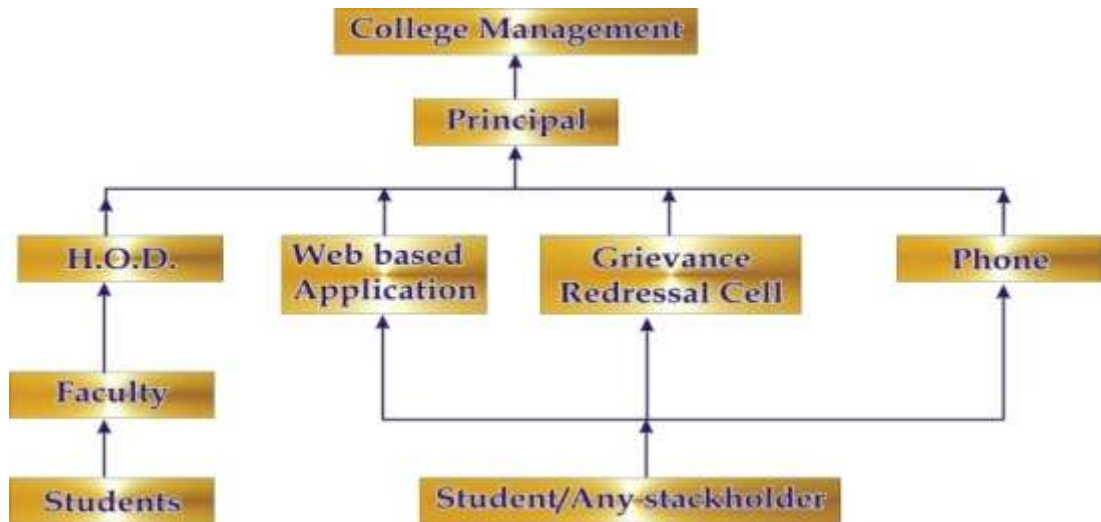 College Management
Principal
H.O.D.
Web based
Application
Grievance
Redressal Cell
Phone
Faculty
Students
Student/Any stackholder